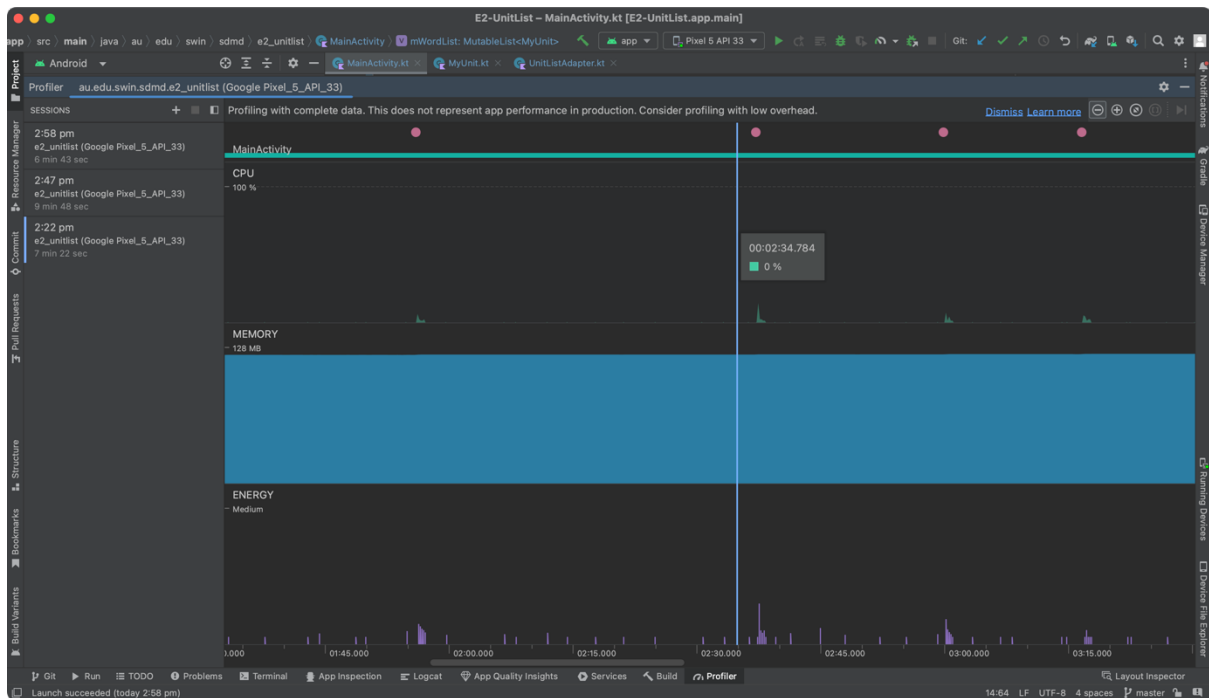 E2-UnitList – MainActivity.kt [E2-UnitList.app.main]
app src main java au edu swin sdmd e2_unitlist MainActivity mWordList: MutableList<MyUnit> app Pixel 5 API 33 Git:
Android MainActivity.kt MyUnit.kt UnitListAdapter.kt
Profiler au.edu.swin.sdmd.e2_unitlist (Google Pixel_5_API_33)
SESSIONS
Profiling with complete data. This does not represent app performance in production. Consider profiling with low overhead. Dismiss Learn more
2:58 pm
e2_unitlist (Google Pixel_5_API_33)
6 min 43 sec
2:47 pm
e2_unitlist (Google Pixel_5_API_33)
9 min 48 sec
2:22 pm
e2_unitlist (Google Pixel_5_API_33)
7 min 22 sec
MainActivity
CPU
100 %
00:02:34.784
0 %
MEMORY
128 MB
ENERGY
Medium
0.000 01:45.000 02:00.000 02:15.000 02:30.000 02:45.000 03:00.000 03:15.000
Project
Resource Manager
Commit
Pull Requests
Structure
Bookmarks
Build Variants
Notifications
Gradle
Device Manager
Running Devices
Device File Explorer
Git Run TODO Problems Terminal App Inspection Logcat App Quality Insights Services Build Profiler Layout Inspector
Launch succeeded (today 2:58 pm) 14:64 LF UTF-8 4 spaces master